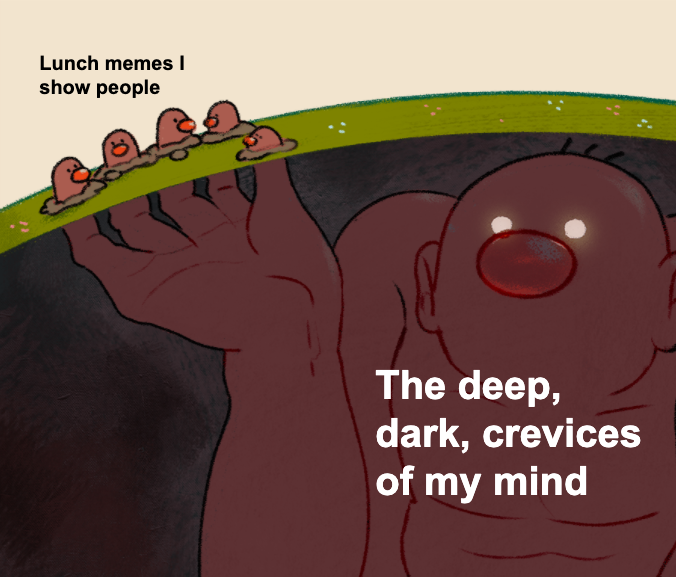 Lunch memes I
show people
The deep,
dark, crevices
of my mind